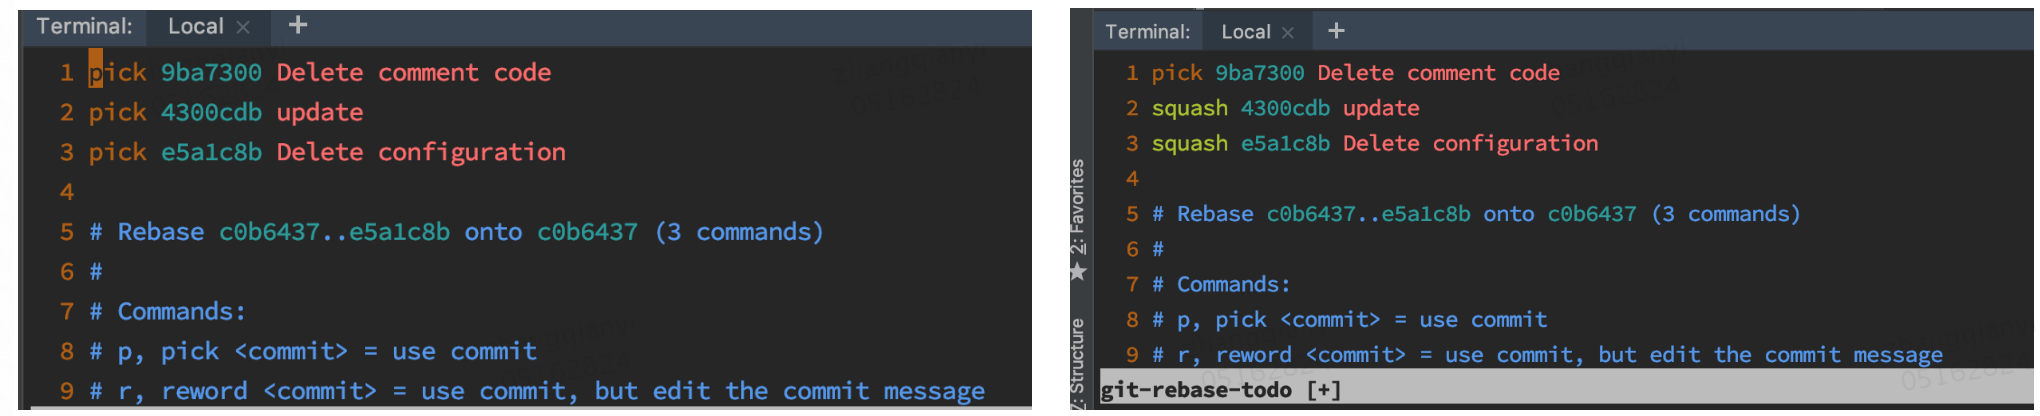 Terminal: Local × +
1 pick 9ba7300 Delete comment code
2 pick 4300cdb update
3 pick e5a1c8b Delete configuration
4
5 # Rebase c0b6437..e5a1c8b onto c0b6437 (3 commands)
6 #
7 # Commands:
8 # p, pick <commit> = use commit
9 # r, reword <commit> = use commit, but edit the commit message
2: Favorites
Z: Structure
Terminal: Local × +
1 pick 9ba7300 Delete comment code
2 squash 4300cdb update
3 squash e5a1c8b Delete configuration
4
5 # Rebase c0b6437..e5a1c8b onto c0b6437 (3 commands)
6 #
7 # Commands:
8 # p, pick <commit> = use commit
9 # r, reword <commit> = use commit, but edit the commit message
git-rebase-todo [+]